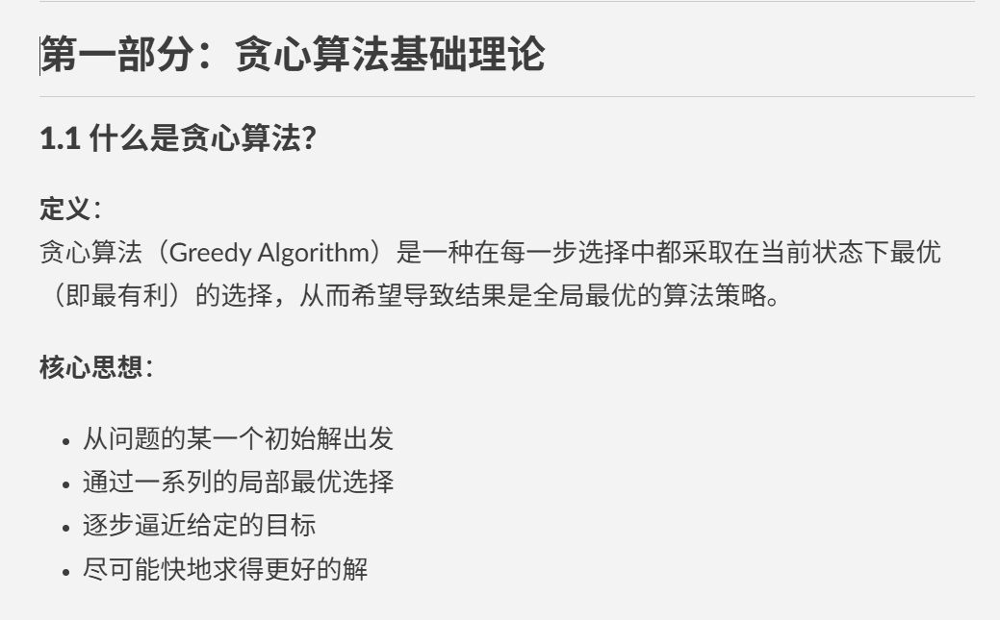 第一部分：贪心算法基础理论
1.1 什么是贪心算法？
定义：
贪心算法（Greedy Algorithm）是一种在每一步选择中都采取在当前状态下最优
（即最有利）的选择，从而希望导致结果是全局最优的算法策略。
核心思想：
• 从问题的某一个初始解出发
• 通过一系列的局部最优选择
• 逐步逼近给定的目标
• 尽可能快地求得更好的解